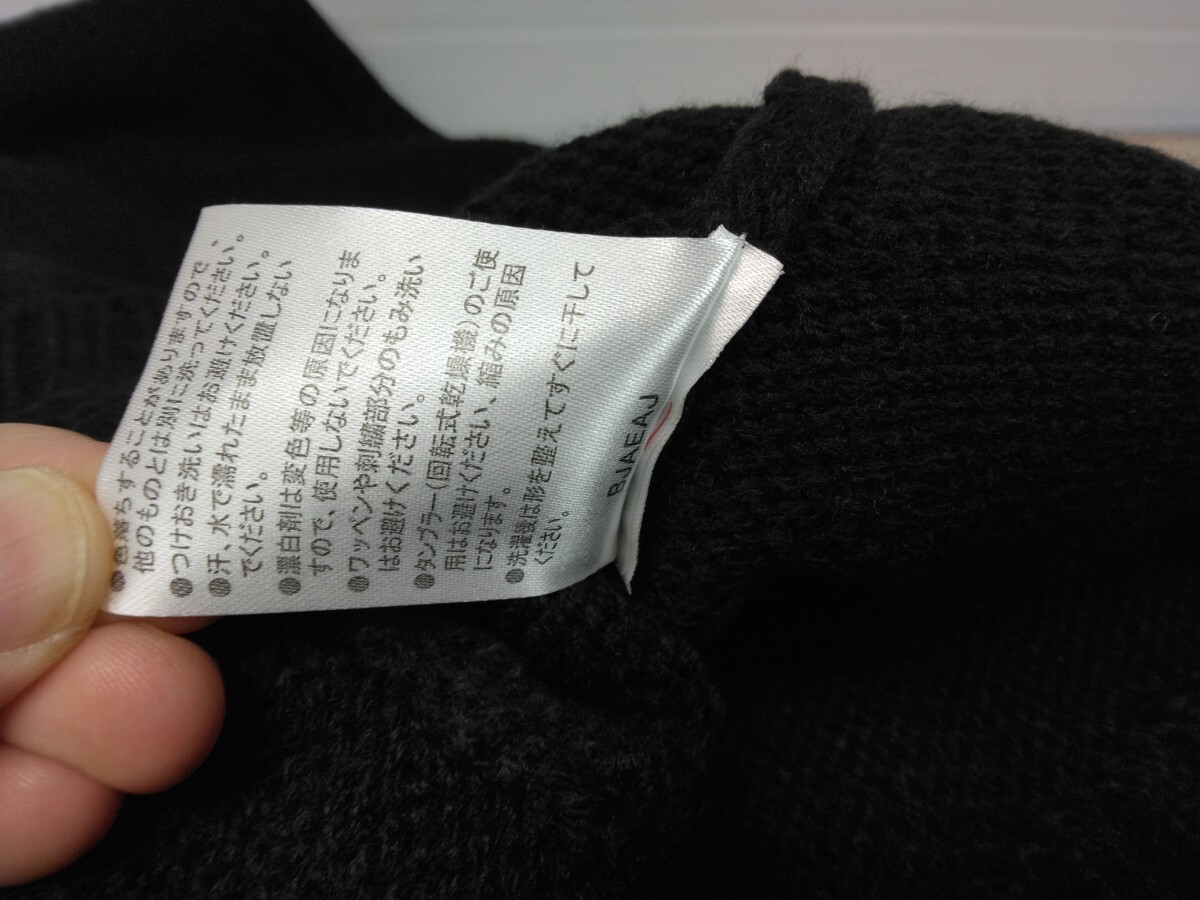 ●色落ちすることがありますので、
他のものとは別に洗ってください。
●つけおき洗いはお避けください。
●汗、水で濡れたまま放置しない
でください。
●漂白剤は変色等の原因になりま
すので、使用しないでください。
●ワッペンや刺繍部分のもみ洗い
はお避けください。
●タンブラー(回転式乾燥機)のご使
用はお避けください、縮みの原因
になります。
●洗濯後は形を整えてすぐに干して
ください。
BJAEAJ